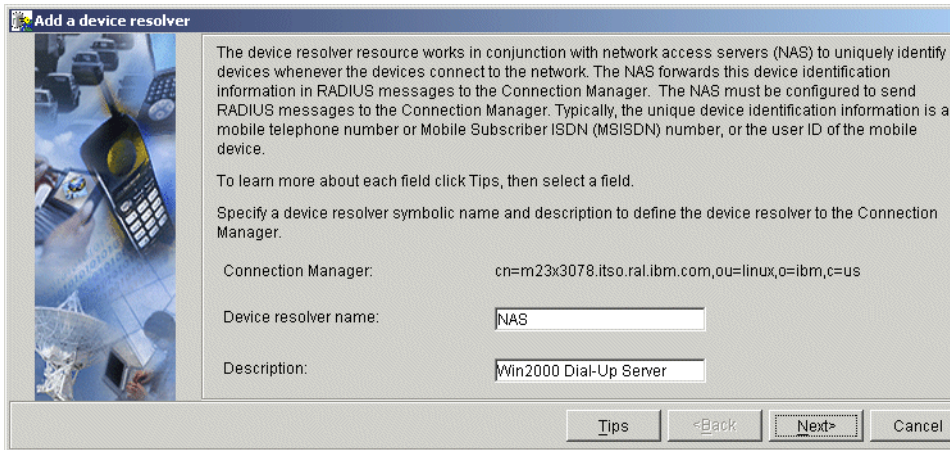 Add a device resolver
The device resolver resource works in conjunction with network access servers (NAS) to uniquely identify
devices whenever the devices connect to the network. The NAS forwards this device identification
information in RADIUS messages to the Connection Manager.  The NAS must be configured to send
RADIUS messages to the Connection Manager. Typically, the unique device identification information is a
mobile telephone number or Mobile Subscriber ISDN (MSISDN) number, or the user ID of the mobile
device.
To learn more about each field click Tips, then select a field.
Specify a device resolver symbolic name and description to define the device resolver to the Connection
Manager.
Connection Manager: cn=m23x3078.itso.ral.ibm.com,ou=linux,o=ibm,c=us
Device resolver name: NAS
Description: Win2000 Dial-Up Server
Tips <Back Next> Cancel